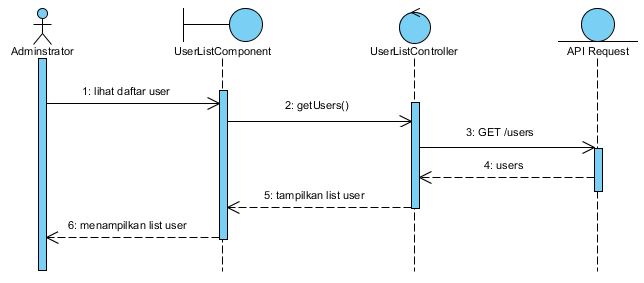 Adminstrator
UserListComponent
UserListController
API Request
1: lihat daftar user
2: getUsers()
3: GET /users
4: users
5: tampilkan list user
6: menampilkan list user